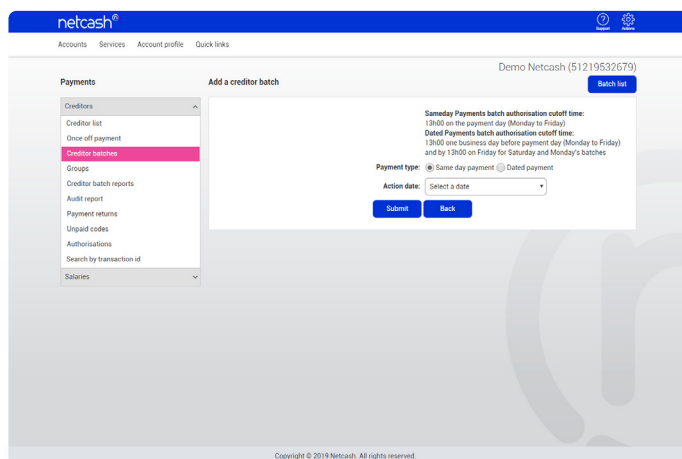 netcash®
Support
Actions
Accounts Services Account profile Quick links
Demo Netcash (51219532679)
Payments
Add a creditor batch
Batch list
Creditors
Creditor list
Once off payment
Creditor batches
Groups
Creditor batch reports
Audit report
Payment returns
Unpaid codes
Authorisations
Search by transaction id
Salaries
Sameday Payments batch authorisation cutoff time:
13h00 on the payment day (Monday to Friday)
Dated Payments batch authorisation cutoff time:
13h00 one business day before payment day (Monday to Friday)
and by 13h00 on Friday for Saturday and Monday's batches
Payment type: Same day payment Dated payment
Action date: Select a date
Submit Back
Copyright © 2019 Netcash. All rights reserved.